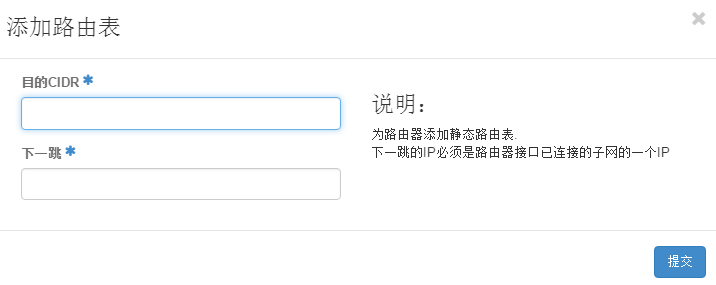 添加路由表
目的CIDR *
说明：
为路由器添加静态路由表.
下一跳的IP必须是路由器接口已连接的子网的一个IP
下一跳 *
提交